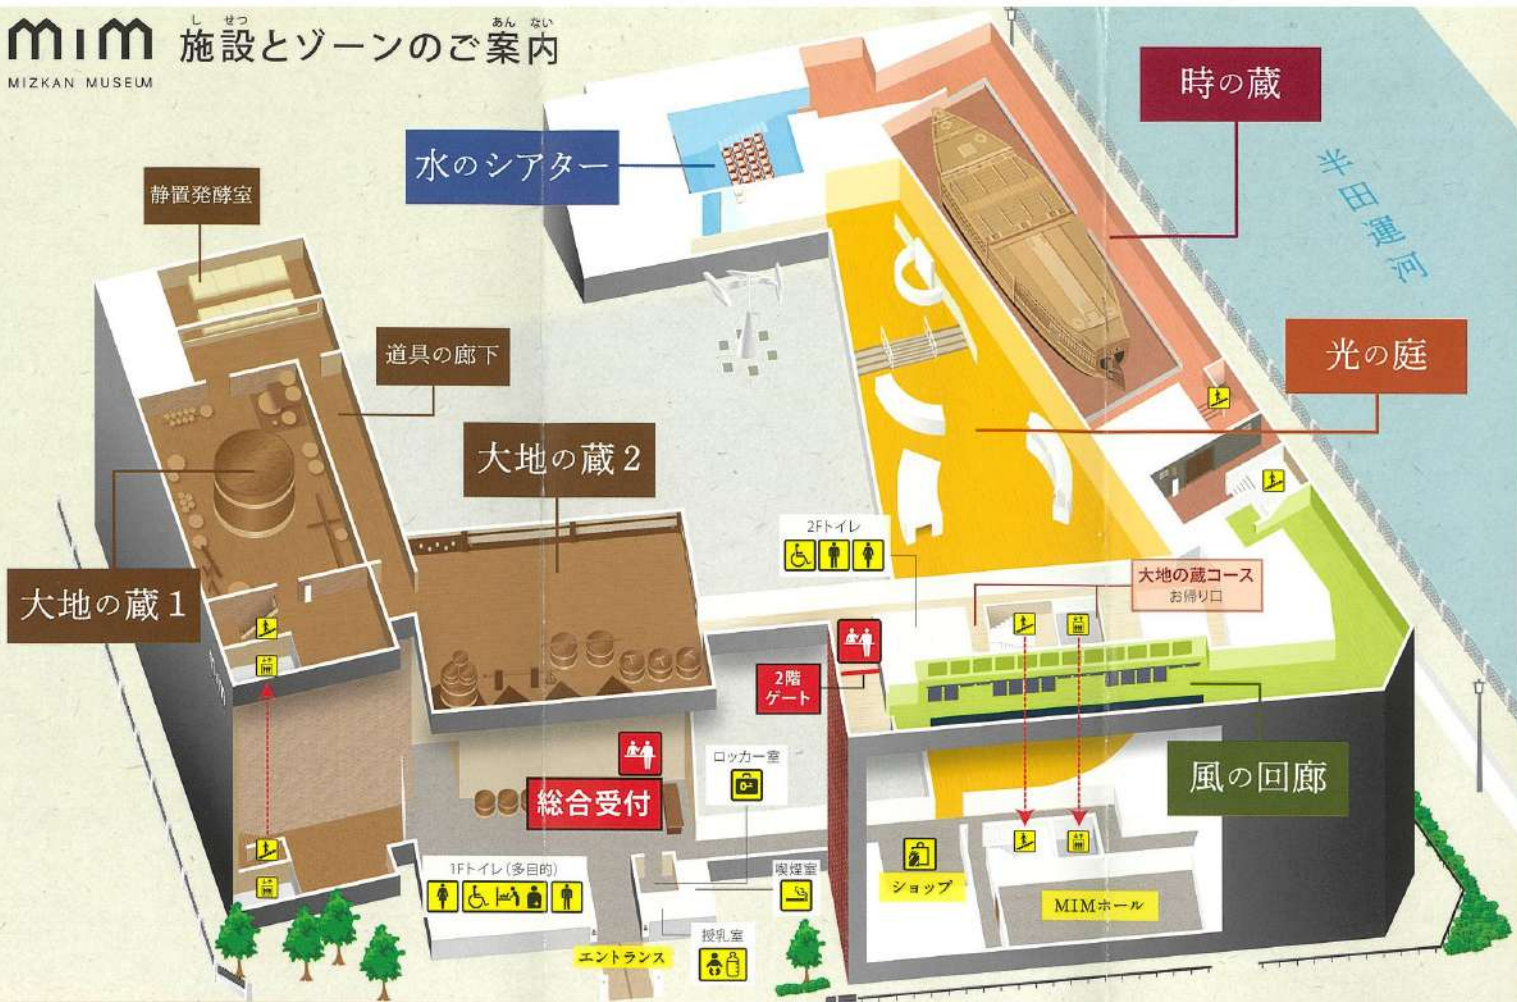 mim
MIZKAN MUSEUM
し せつ
あん ない
施設とゾーンのご案内
時の蔵
水のシアター
半田運河
静置発酵室
道具の廊下
光の庭
大地の蔵2
2Fトイレ
大地の蔵コース
お帰り口
大地の蔵1
2階
ゲート
mim
ロッカー室
風の回廊
総合受付
1Fトイレ(多目的)
喫煙室
ショップ
MIMホール
授乳室
エントランス